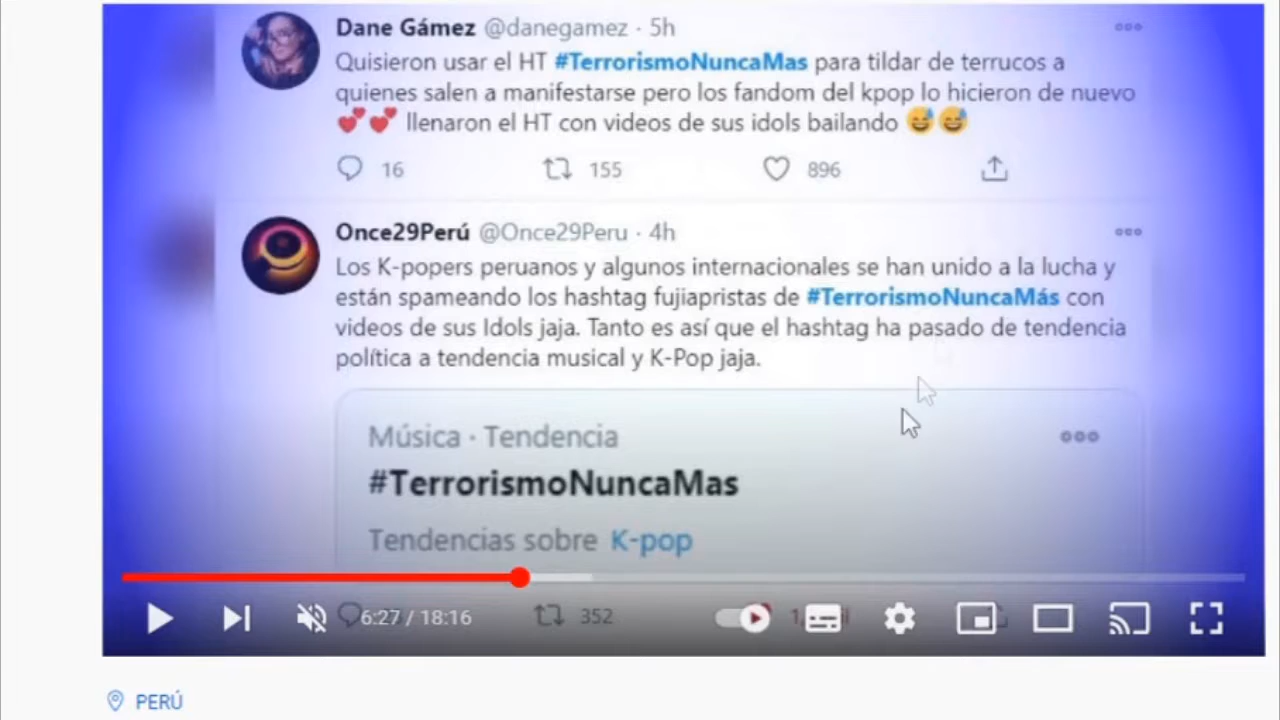 Dane Gámez @danegamez · 5h
Quisieron usar el HT #TerrorismoNuncaMas para tildar de terrucos a
quienes salen a manifestarse pero los fandom del kpop lo hicieron de nuevo
💕💕 llenaron el HT con videos de sus idols bailando 😅😅
16 155 896
Once29Perú @Once29Peru · 4h
Los K-popers peruanos y algunos internacionales se han unido a la lucha y
están spameando los hashtag fujiapristas de #TerrorismoNuncaMás con
videos de sus Idols jaja. Tanto es así que el hashtag ha pasado de tendencia
política a tendencia musical y K-Pop jaja.
Música · Tendencia
#TerrorismoNuncaMas
Tendencias sobre K-pop
6:27 / 18:16 352
PERÚ